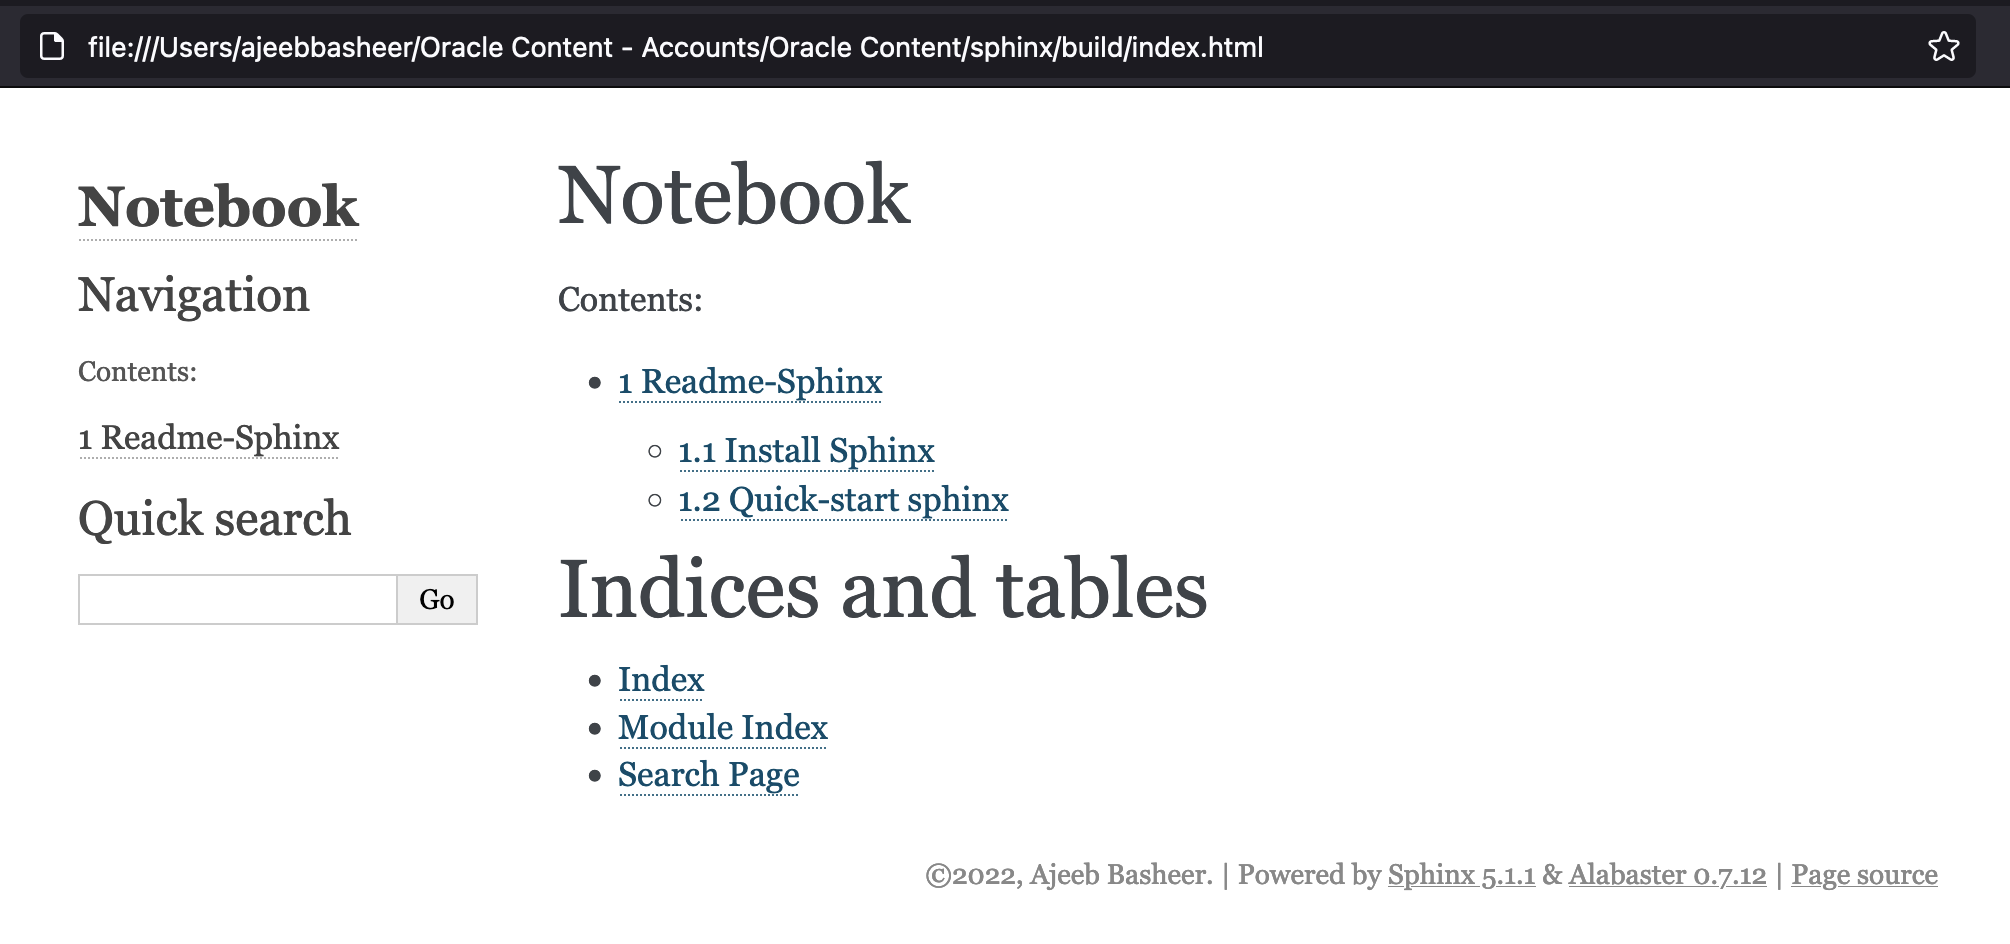 file:///Users/ajeebbasheer/Oracle Content - Accounts/Oracle Content/sphinx/build/index.html
Notebook
Navigation
Contents:
1 Readme-Sphinx
Quick search
Go
Notebook
Contents:
1 Readme-Sphinx
1.1 Install Sphinx
1.2 Quick-start sphinx
Indices and tables
Index
Module Index
Search Page
©2022, Ajeeb Basheer. | Powered by Sphinx 5.1.1 & Alabaster 0.7.12 | Page source